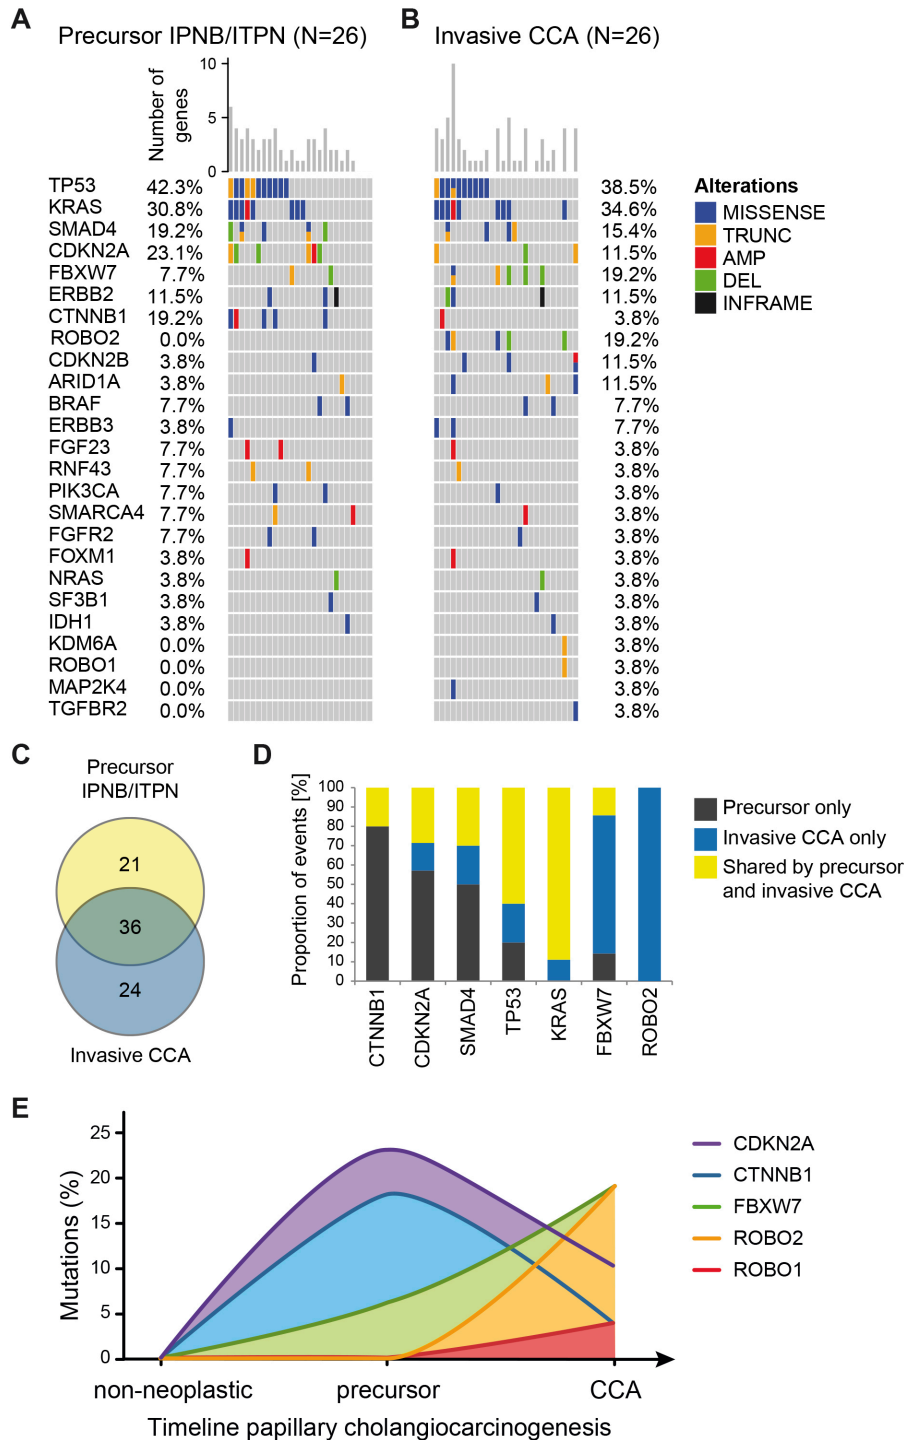 A
Precursor IPNB/ITPN (N=26)
B
Invasive CCA (N=26)
Number of
genes
10
5
0
TP53 42.3% 38.5%
KRAS 30.8% 34.6%
SMAD4 19.2% 15.4%
CDKN2A 23.1% 11.5%
FBXW7 7.7% 19.2%
ERBB2 11.5% 11.5%
CTNNB1 19.2% 3.8%
ROBO2 0.0% 19.2%
CDKN2B 3.8% 11.5%
ARID1A 3.8% 11.5%
BRAF 7.7% 7.7%
ERBB3 3.8% 7.7%
FGF23 7.7% 3.8%
RNF43 7.7% 3.8%
PIK3CA 7.7% 3.8%
SMARCA4 7.7% 3.8%
FGFR2 7.7% 3.8%
FOXM1 3.8% 3.8%
NRAS 3.8% 3.8%
SF3B1 3.8% 3.8%
IDH1 3.8% 3.8%
KDM6A 0.0% 3.8%
ROBO1 0.0% 3.8%
MAP2K4 0.0% 3.8%
TGFBR2 0.0% 3.8%
Alterations
MISSENSE
TRUNC
AMP
DEL
INFRAME
C
Precursor
IPNB/ITPN
21
36
24
Invasive CCA
D
Proportion of events [%]
100
90
80
70
60
50
40
30
20
10
0
CTNNB1
CDKN2A
SMAD4
TP53
KRAS
FBXW7
ROBO2
Precursor only
Invasive CCA only
Shared by precursor
and invasive CCA
E
Mutations (%)
25
20
15
10
5
0
non-neoplastic precursor CCA
Timeline papillary cholangiocarcinogenesis
CDKN2A
CTNNB1
FBXW7
ROBO2
ROBO1